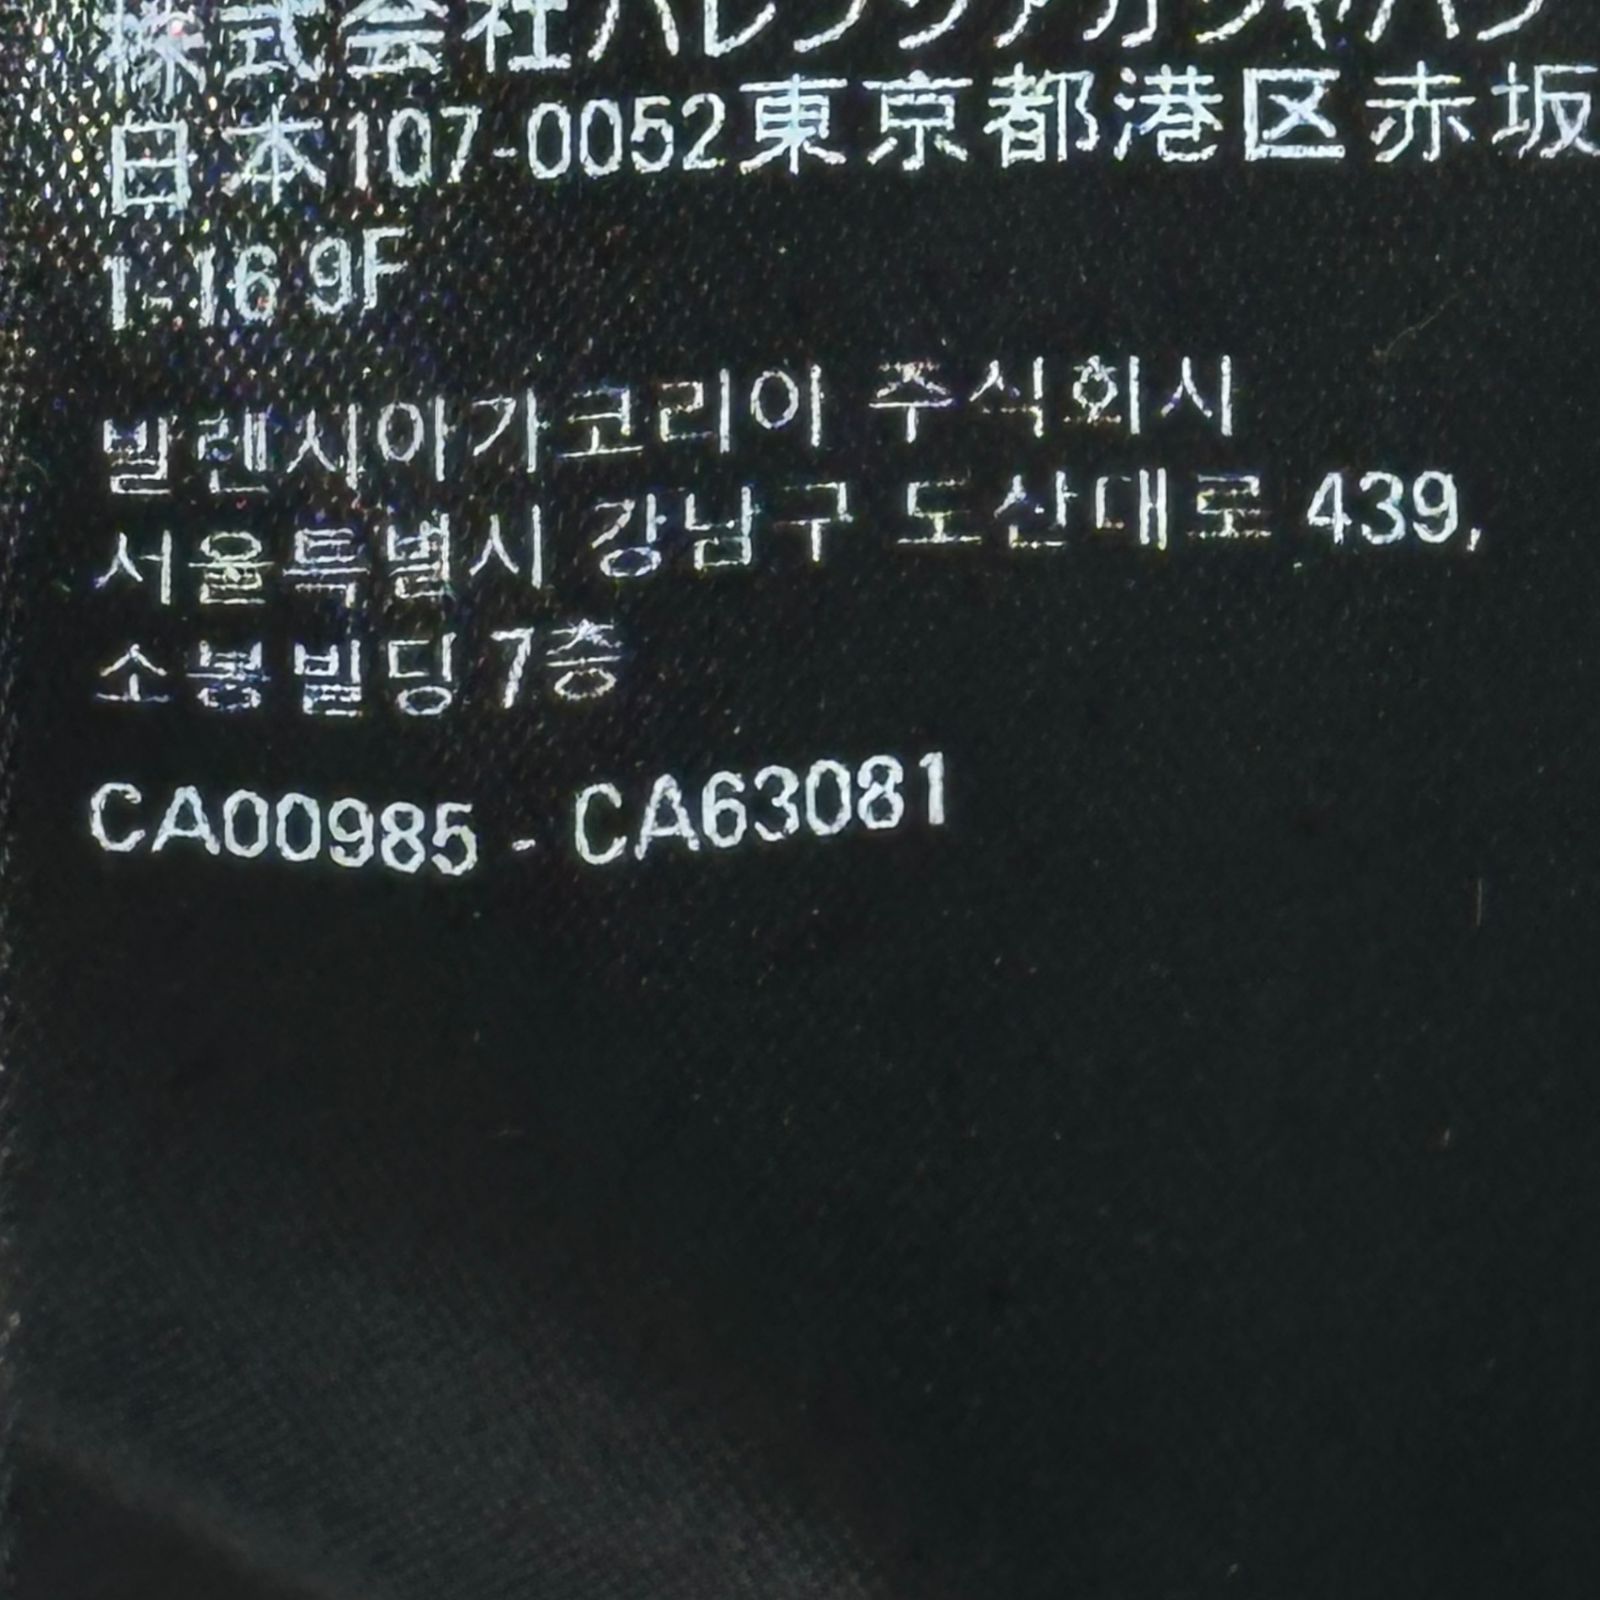 株式会社バレンシアガジャパン
日本107-0052東京都港区赤坂
1-16 9F
발렌시아가코리아 주식회사
서울특별시 강남구 도산대로 439,
소봉빌딩 7층
CA00985 - CA63081